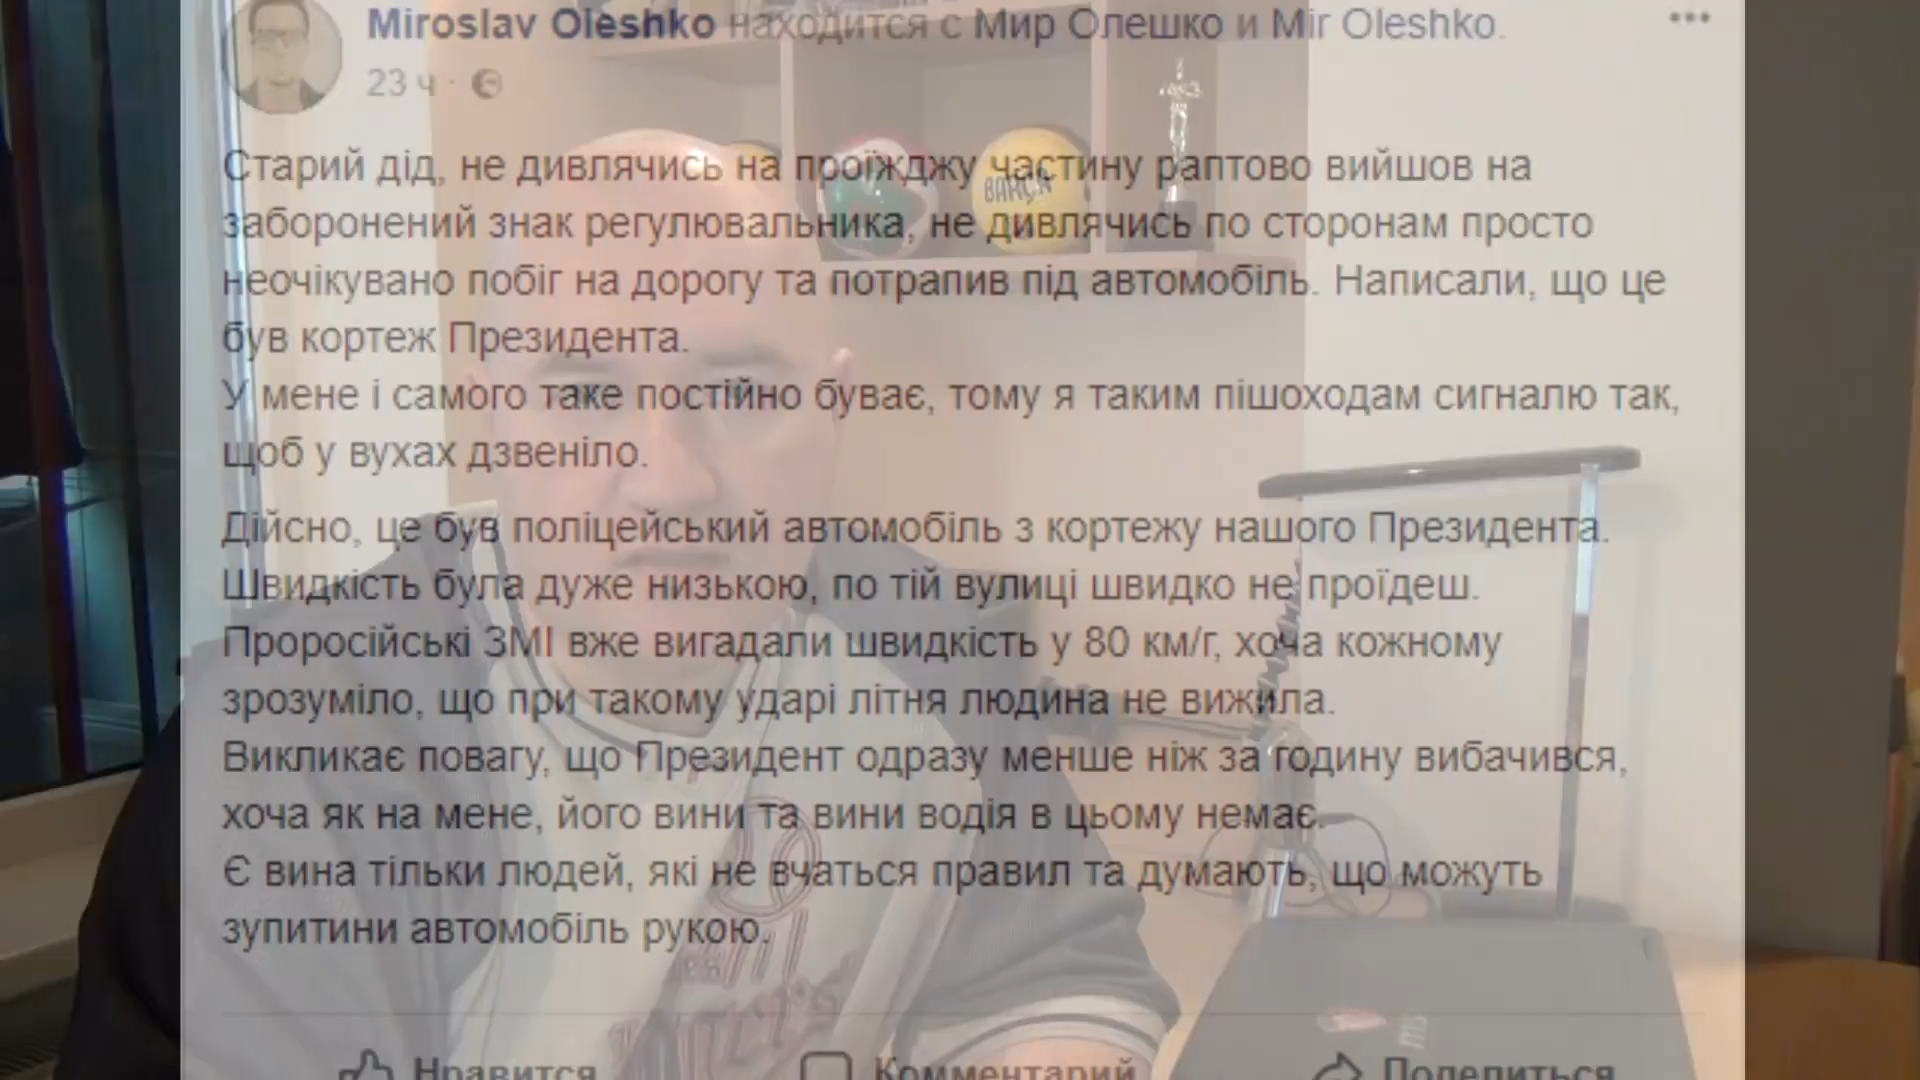 Miroslav Oleshko находится с Мир Олешко и Mir Oleshko.
23 ч ·
Старий дід, не дивлячись на проїжджу частину раптово вийшов на
заборонений знак регулювальника, не дивлячись по сторонам просто
неочікувано побіг на дорогу та потрапив під автомобіль. Написали, що це
був кортеж Президента.
У мене і самого таке постійно буває, тому я таким пішоходам сигналю так,
щоб у вухах дзвеніло.
Дійсно, це був поліцейський автомобіль з кортежу нашого Президента.
Швидкість була дуже низькою, по тій вулиці швидко не проїдеш.
Проросійські ЗМІ вже вигадали швидкість у 80 км/г, хоча кожному
зрозуміло, що при такому ударі літня людина не вижила.
Викликає повагу, що Президент одразу менше ніж за годину вибачився,
хоча як на мене, його вини та вини водія в цьому немає.
Є вина тільки людей, які не вчаться правил та думають, що можуть
зупитини автомобіль рукою.
Нравится Комментарий Поделиться
BARÇA